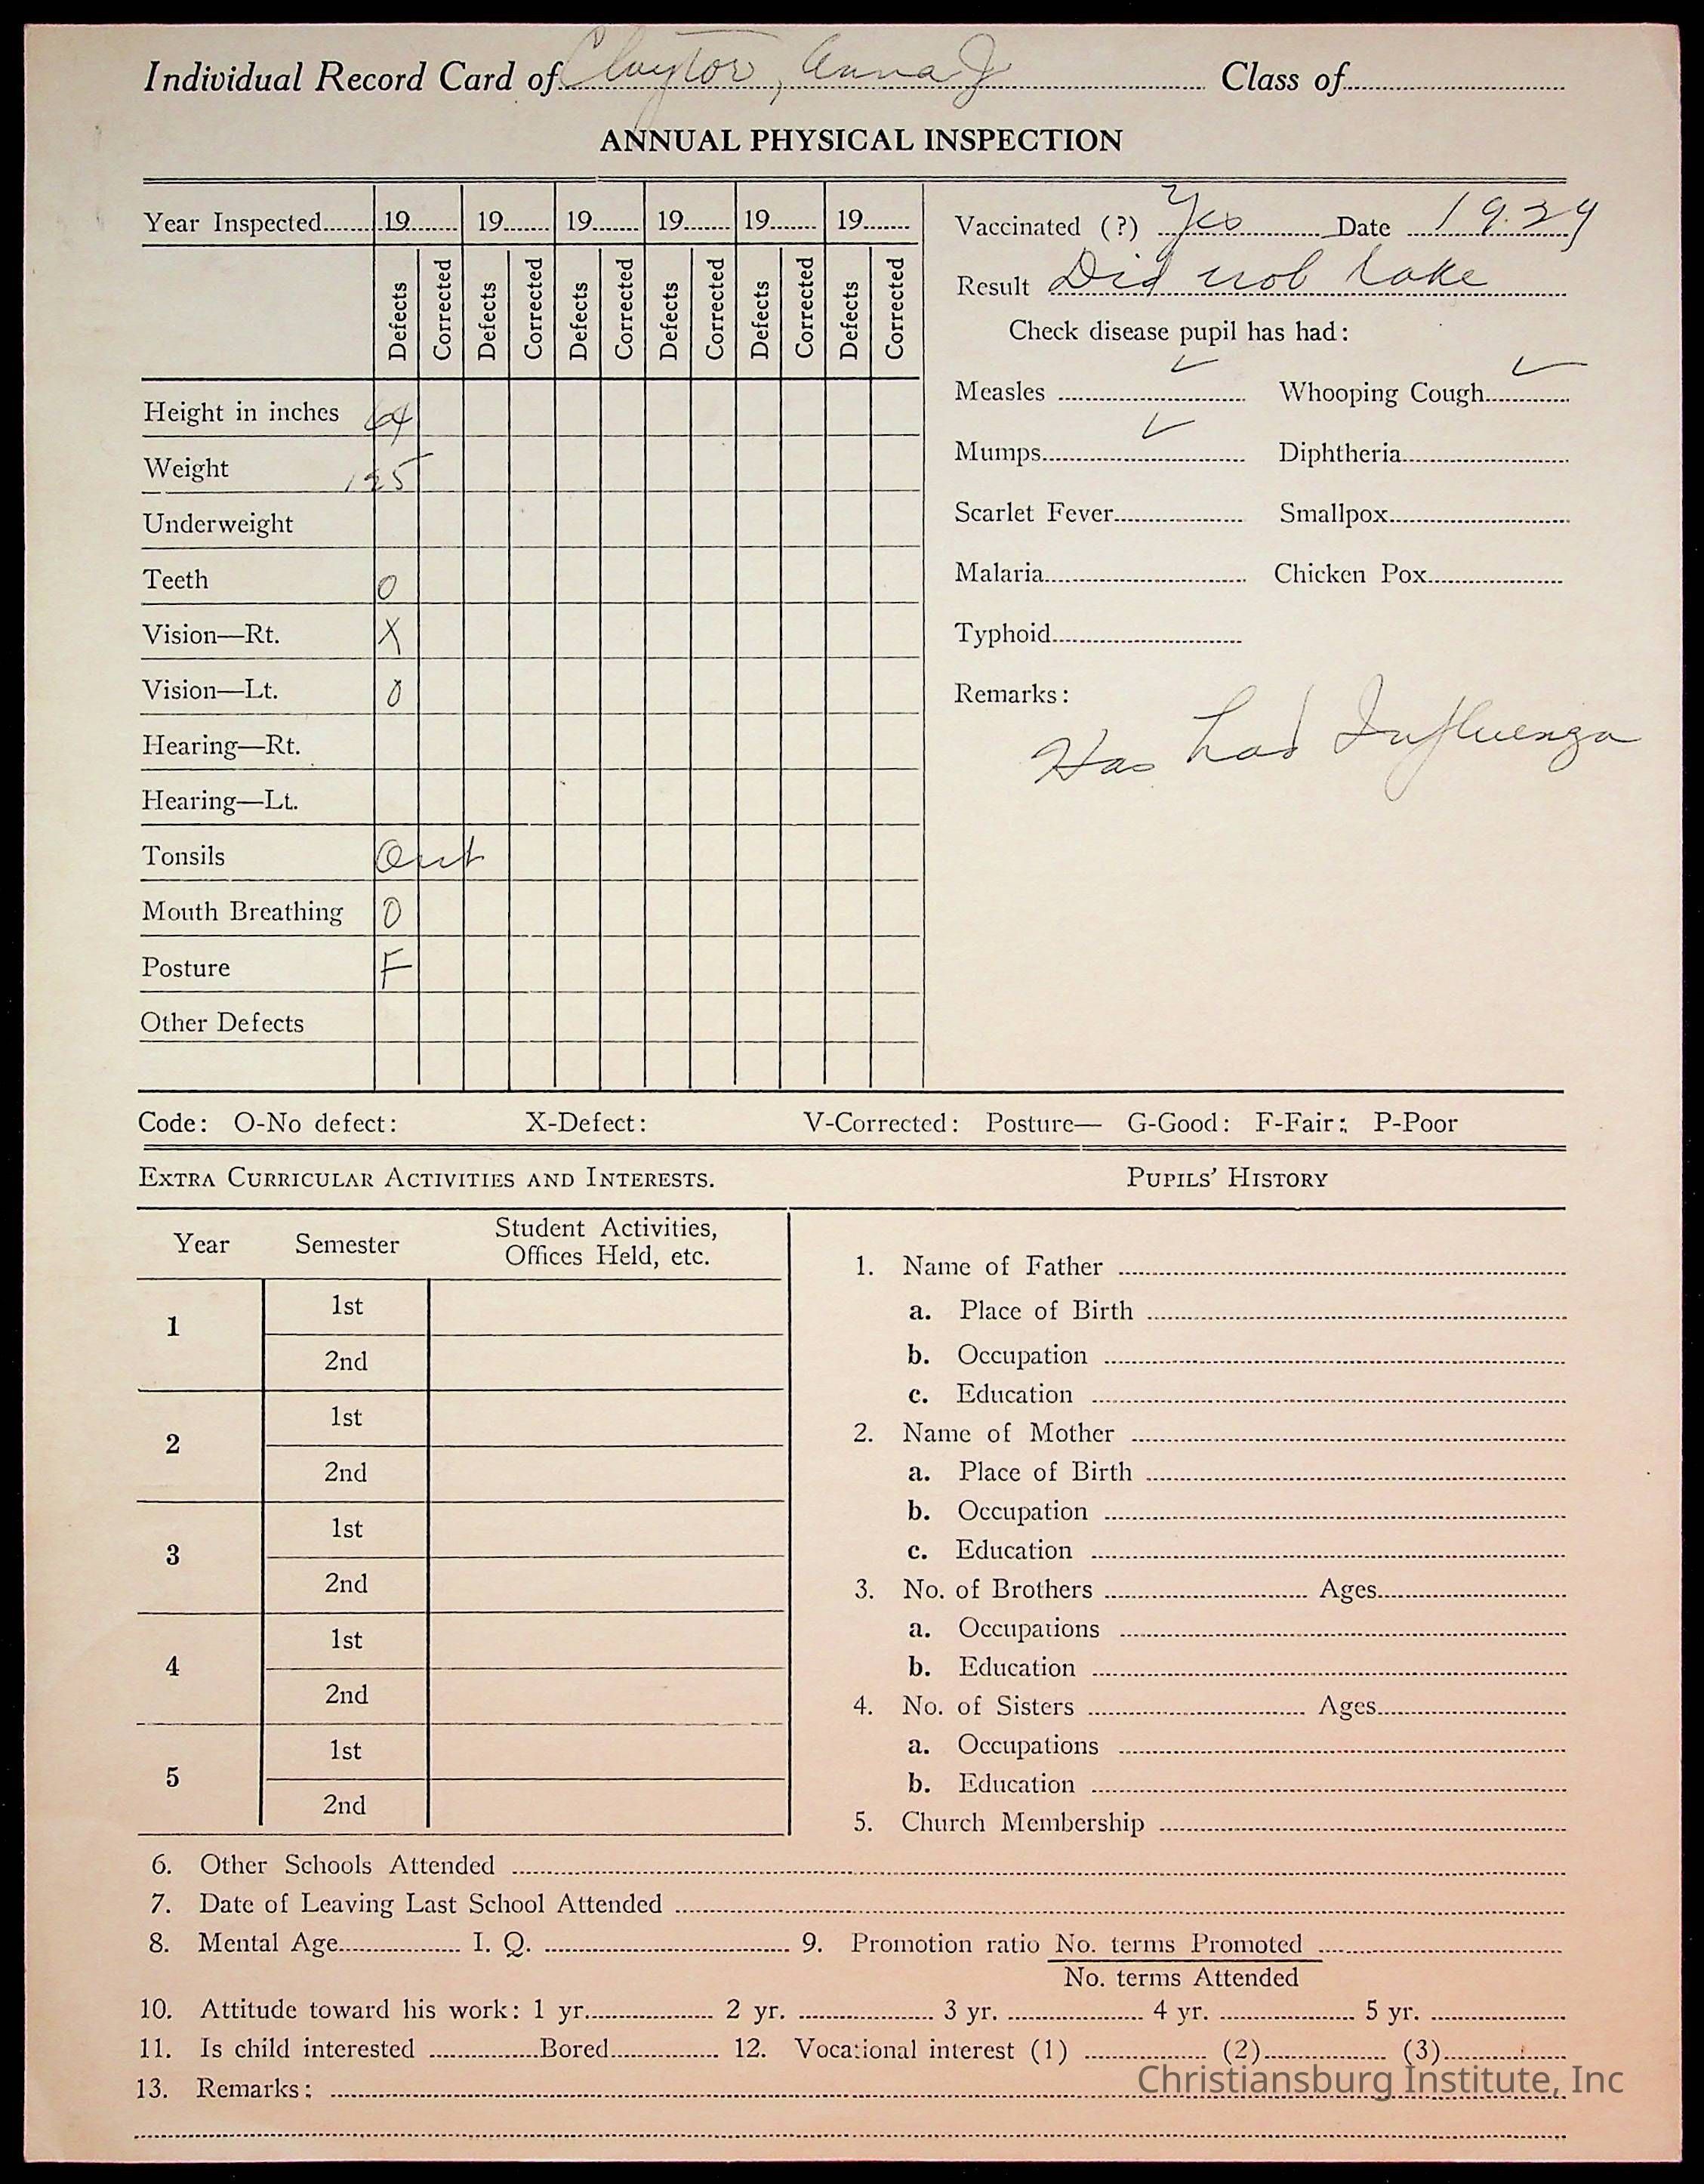 Individual Record Card of Clayton, Anna J Class of
ANNUAL PHYSICAL INSPECTION
Year Inspected 19 19 19 19 19 19
Defects Corrected Defects Corrected Defects Corrected Defects Corrected Defects Corrected Defects Corrected
Height in inches 64
Weight
Underweight
Teeth O
Vision—Rt. X
Vision—Lt. O
Hearing—Rt.
Hearing—Lt.
Tonsils Out
Mouth Breathing O
Posture F
Other Defects
Vaccinated (?) Yes Date 1929
Result Did not take
Check disease pupil has had:
Measles ✓ Whooping Cough ✓
Mumps ✓ Diphtheria
Scarlet Fever Smallpox
Malaria Chicken Pox
Typhoid
Remarks:
Has had Influenza
Code: O-No defect: X-Defect: V-Corrected: Posture— G-Good: F-Fair: P-Poor
EXTRA CURRICULAR ACTIVITIES AND INTERESTS.
Year Semester Student Activities,
Offices Held, etc.
1 1st
2nd
2 1st
2nd
3 1st
2nd
4 1st
2nd
5 1st
2nd
PUPILS' HISTORY
1. Name of Father
a. Place of Birth
b. Occupation
c. Education
2. Name of Mother
a. Place of Birth
b. Occupation
c. Education
3. No. of Brothers Ages
a. Occupations
b. Education
4. No. of Sisters Ages
a. Occupations
b. Education
5. Church Membership
6. Other Schools Attended
7. Date of Leaving Last School Attended
8. Mental Age I. Q. 9. Promotion ratio No. terms Promoted
No. terms Attended
10. Attitude toward his work: 1 yr. 2 yr. 3 yr. 4 yr. 5 yr.
11. Is child interested Bored 12. Vocational interest (1) (2) (3)
13. Remarks:
Christiansburg Institute, Inc